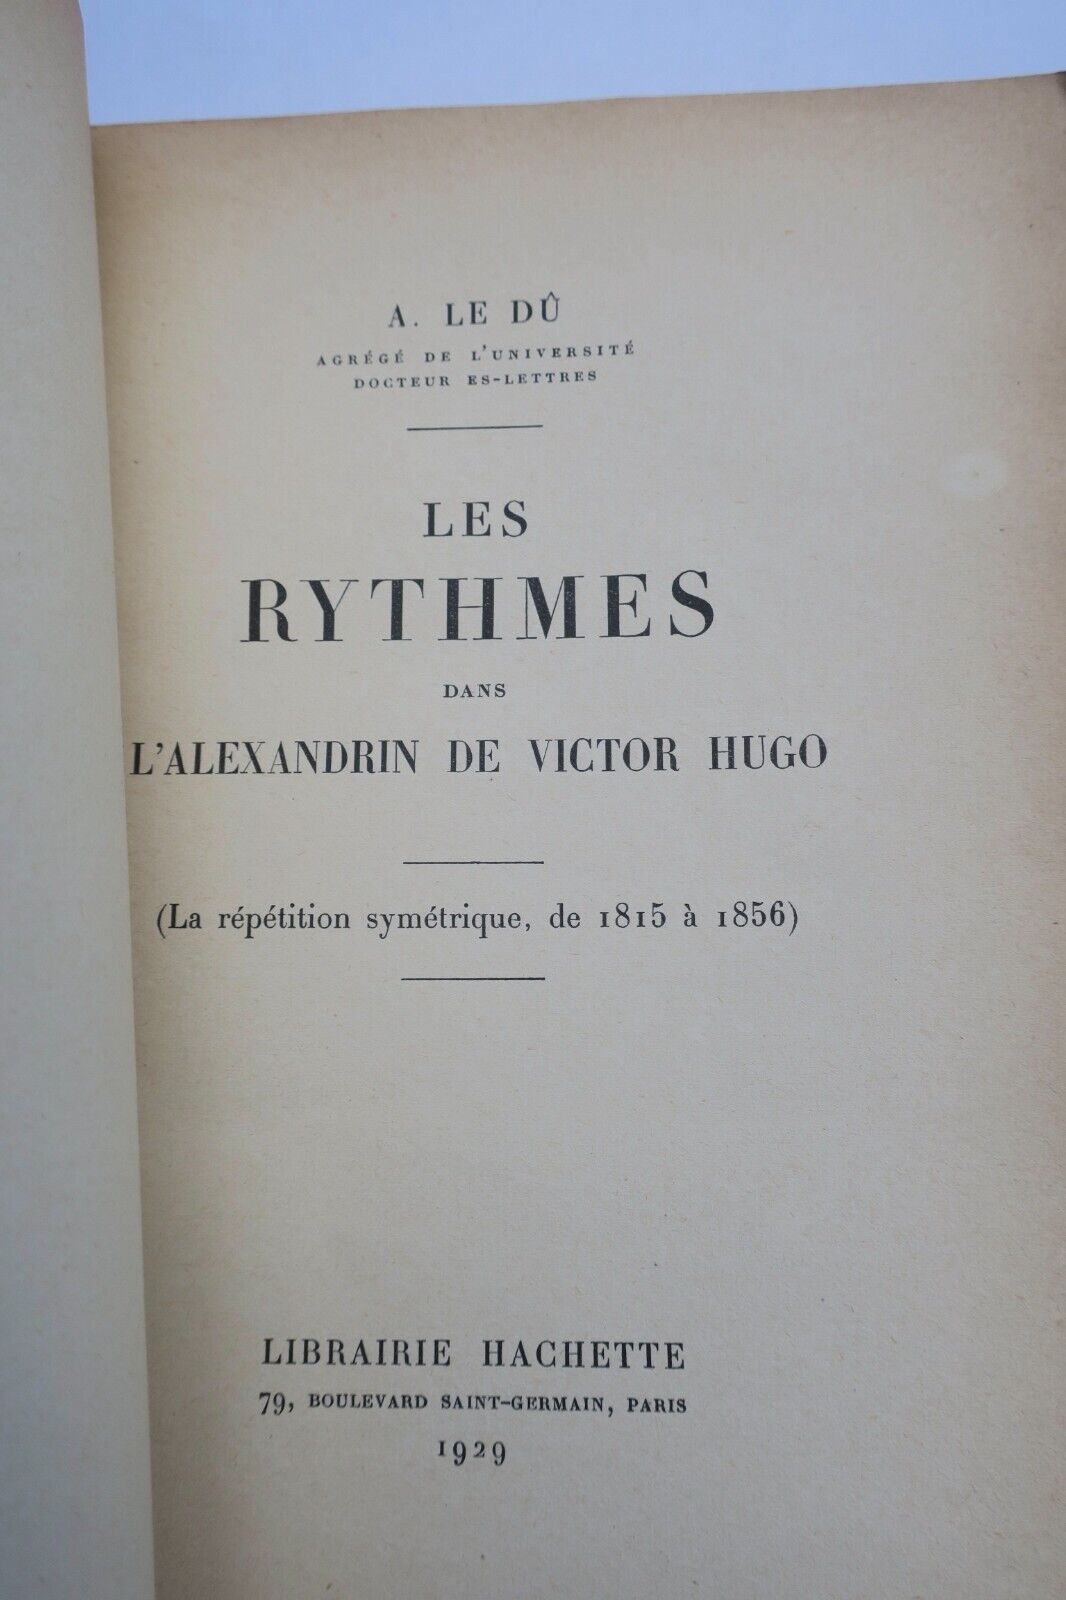 A. LE DÛ
AGRÉGÉ DE L'UNIVERSITÉ
DOCTEUR ES-LETTRES
LES
RYTHMES
DANS
L'ALEXANDRIN DE VICTOR HUGO
(La répétition symétrique, de 1815 à 1856)
LIBRAIRIE HACHETTE
79, BOULEVARD SAINT-GERMAIN, PARIS
1929